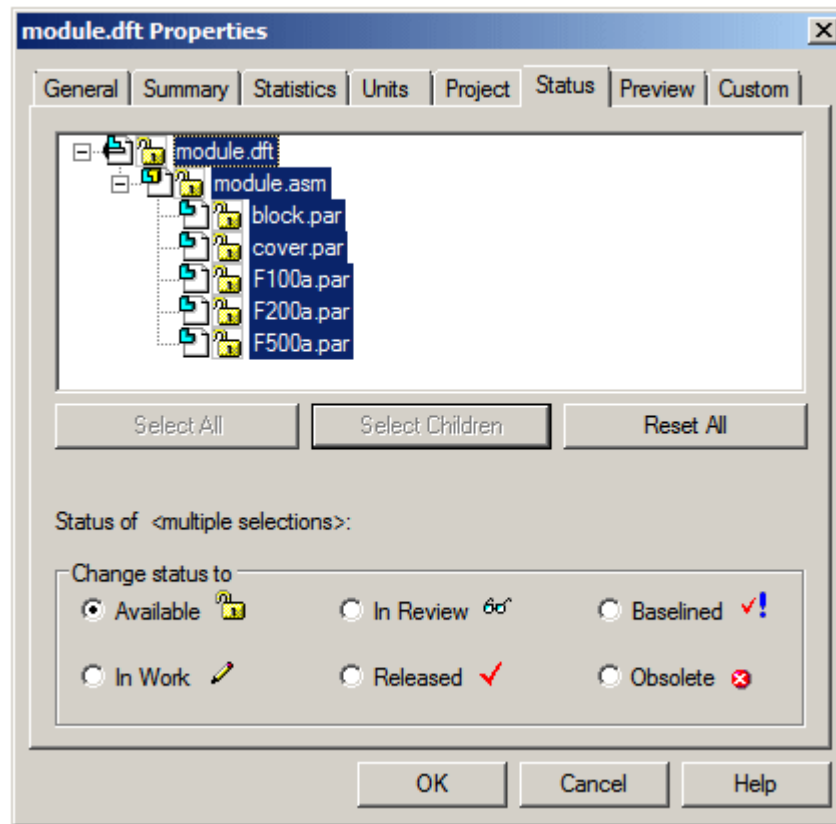 module.dft Properties
General Summary Statistics Units Project Status Preview Custom
module.dft
module.asm
block.par
cover.par
F100a.par
F200a.par
F500a.par
Select All Select Children Reset All
Status of <multiple selections>:
Change status to
Available In Review Baselined
In Work Released Obsolete
OK Cancel Help